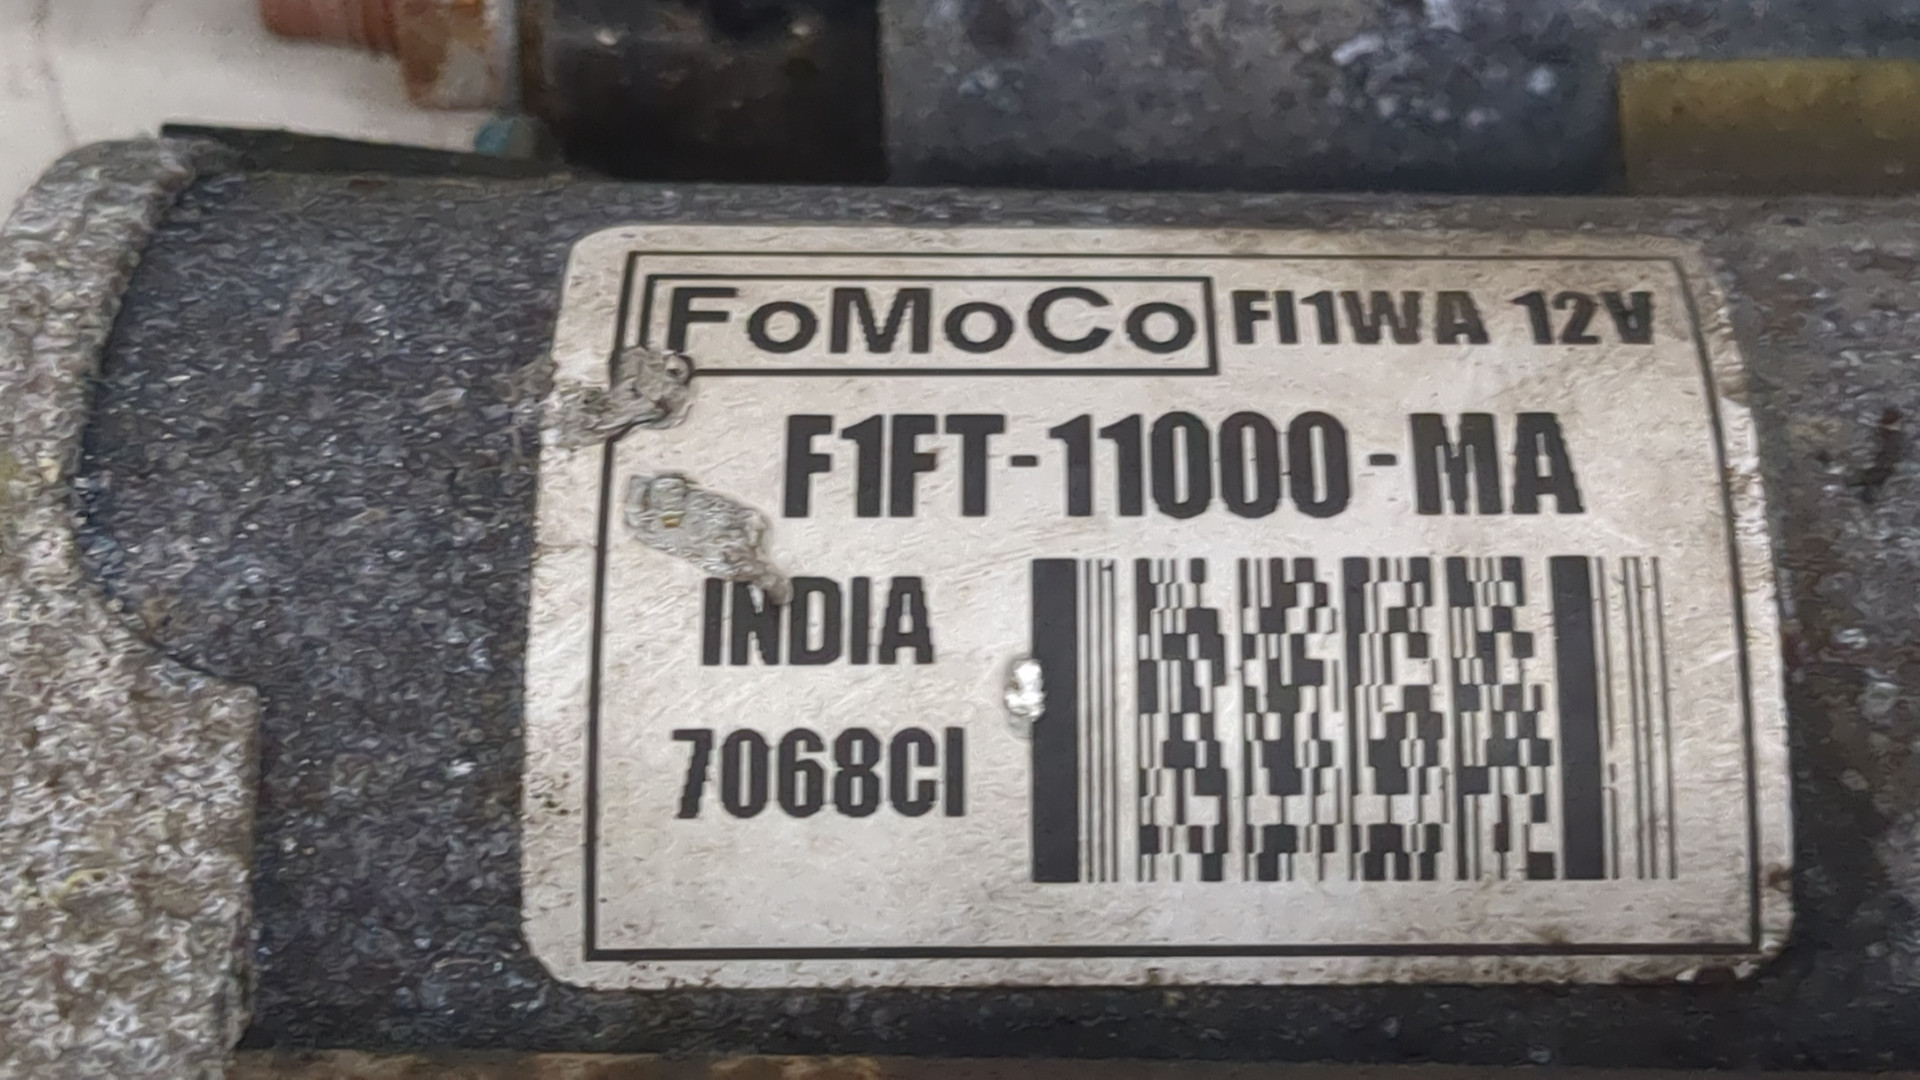 FoMoCo FI1WA 12V
F1FT-11000-MA
INDIA
7068CI